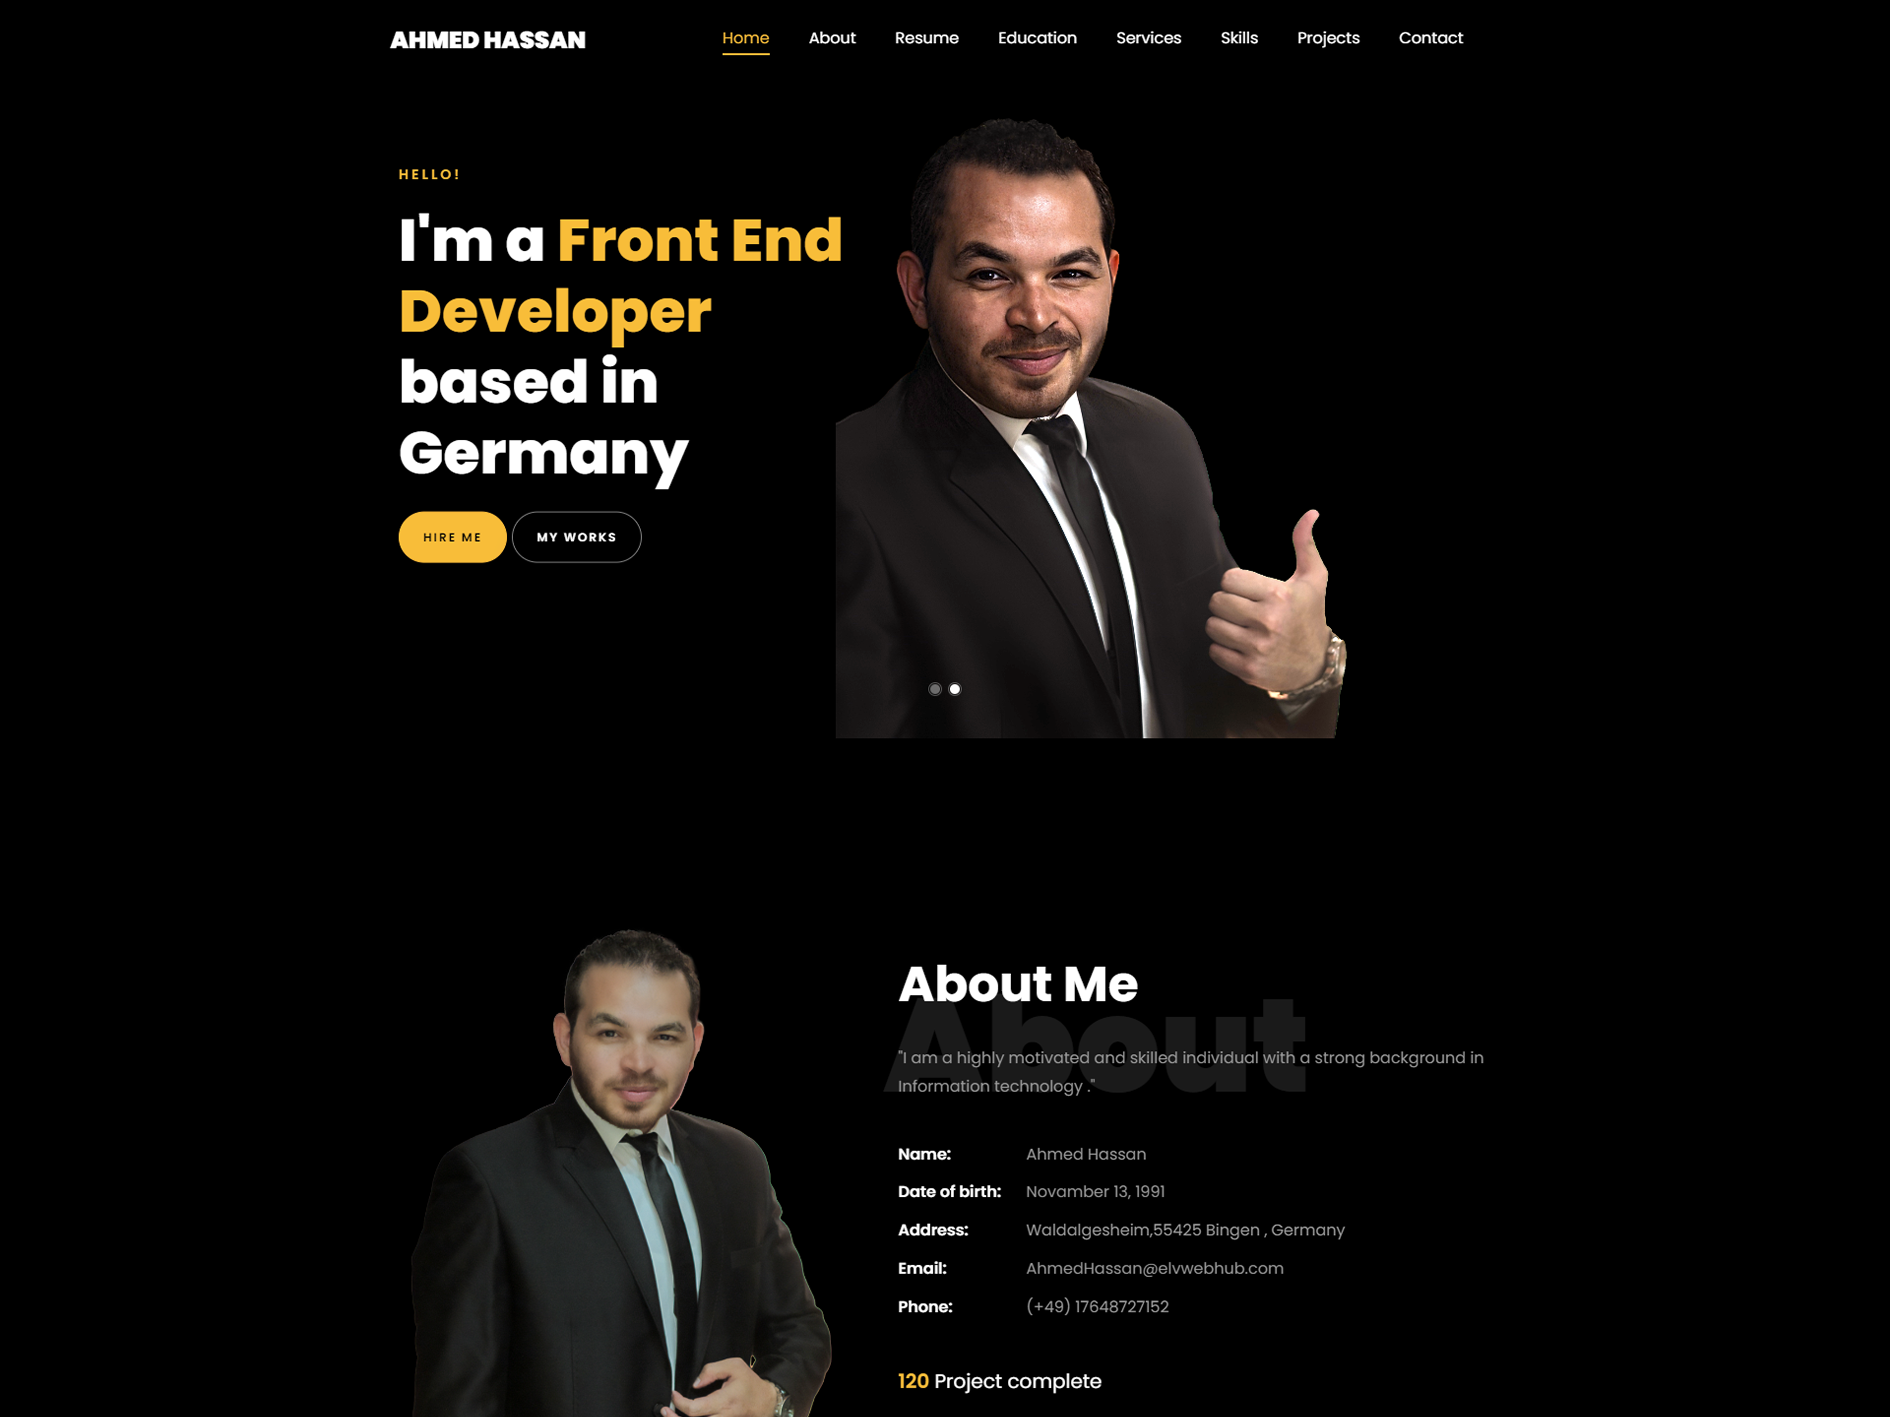 AHMED HASSAN
Home About Resume Education Services Skills Projects Contact
HELLO!
I'm a Front End
Developer
based in
Germany
HIRE ME MY WORKS
About Me
About
"I am a highly motivated and skilled individual with a strong background in
Information technology ."
Name: Ahmed Hassan
Date of birth: Novamber 13, 1991
Address: Waldalgesheim,55425 Bingen , Germany
Email: AhmedHassan@elvwebhub.com
Phone: (+49) 17648727152
120 Project complete